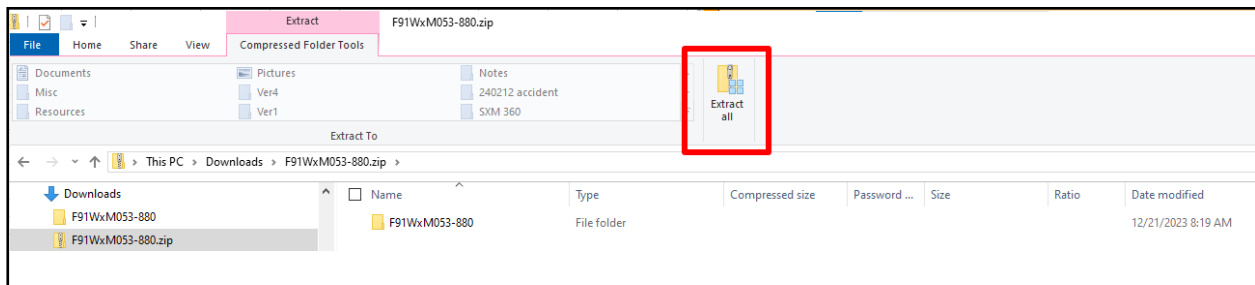 Extract F91WxM053-880.zip
File Home Share View Compressed Folder Tools
Documents Pictures Notes
Misc Ver4 240212 accident
Resources Ver1 SXM 360
Extract
all
Extract To
This PC > Downloads > F91WxM053-880.zip >
Downloads Name Type Compressed size Password ... Size Ratio Date modified
F91WxM053-880 F91WxM053-880 File folder 12/21/2023 8:19 AM
F91WxM053-880.zip